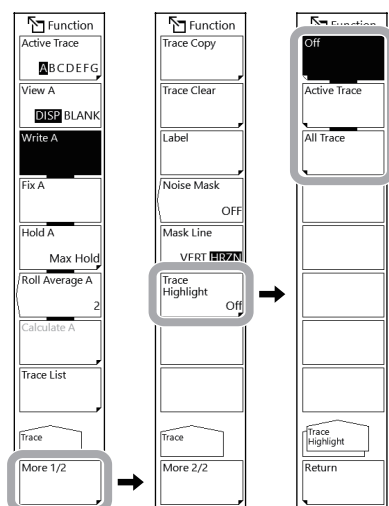 Function
Active Trace
ABCDEFG
View A
DISP BLANK
Write A
Fix A
Hold A
Max Hold
Roll Average A
2
Calculate A
Trace List
Trace
More 1/2
Function
Trace Copy
Trace Clear
Label
Noise Mask
OFF
Mask Line
VERT HRZN
Trace
Highlight
Off
Trace
More 2/2
Function
Off
Active Trace
All Trace
Trace
Highlight
Return